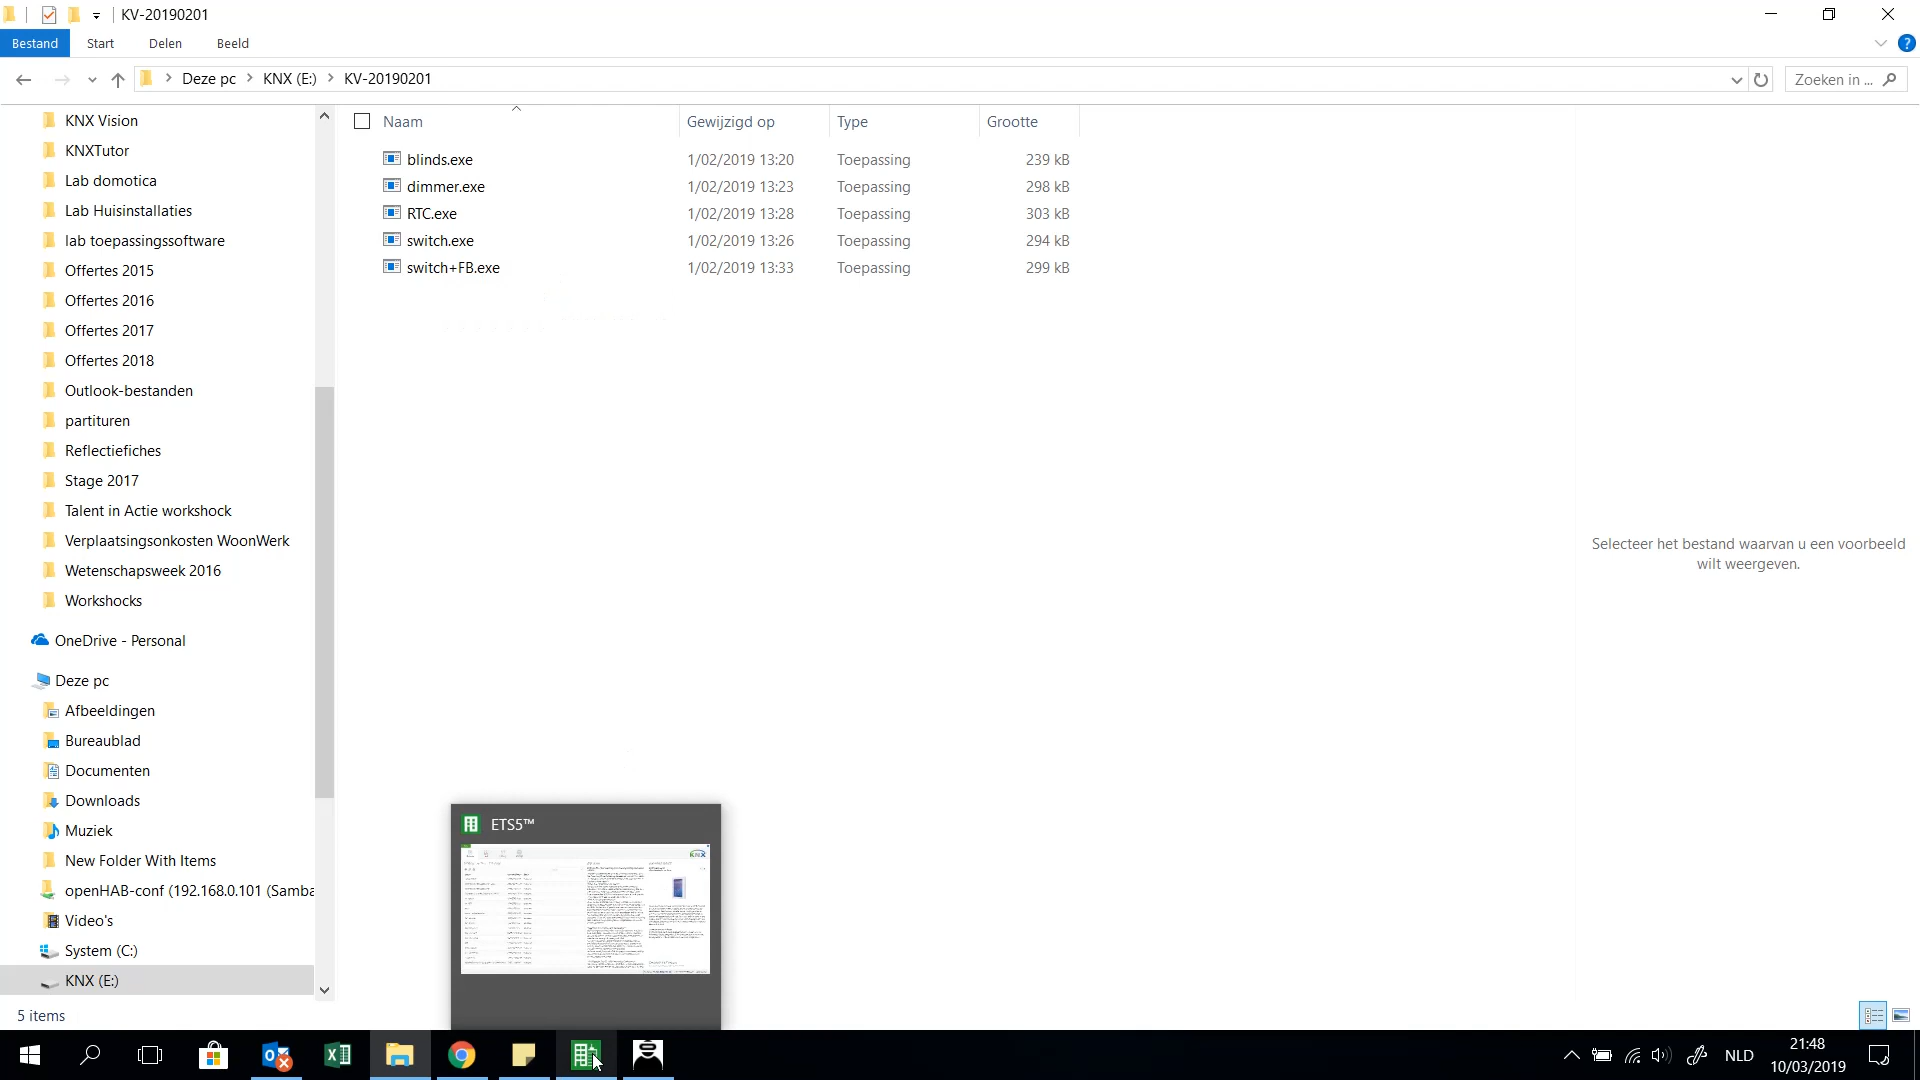 KV-20190201
Bestand Start Delen Beeld
Deze pc KNX (E:) KV-20190201 Zoeken in ...
KNX Vision
KNXTutor
Lab domotica
Lab Huisinstallaties
lab toepassingssoftware
Offertes 2015
Offertes 2016
Offertes 2017
Offertes 2018
Outlook-bestanden
partituren
Reflectiefiches
Stage 2017
Talent in Actie workshock
Verplaatsingsonkosten WoonWerk
Wetenschapsweek 2016
Workshocks
OneDrive - Personal
Deze pc
Afbeeldingen
Bureaublad
Documenten
Downloads
Muziek
New Folder With Items
openHAB-conf (192.168.0.101 (Samba
Video's
System (C:)
KNX (E:)
Naam Gewijzigd op Type Grootte
blinds.exe 1/02/2019 13:20 Toepassing 239 kB
dimmer.exe 1/02/2019 13:23 Toepassing 298 kB
RTC.exe 1/02/2019 13:28 Toepassing 303 kB
switch.exe 1/02/2019 13:26 Toepassing 294 kB
switch+FB.exe 1/02/2019 13:33 Toepassing 299 kB
Selecteer het bestand waarvan u een voorbeeld
wilt weergeven.
ETS5™
KNX
5 items
NLD
21:48
10/03/2019